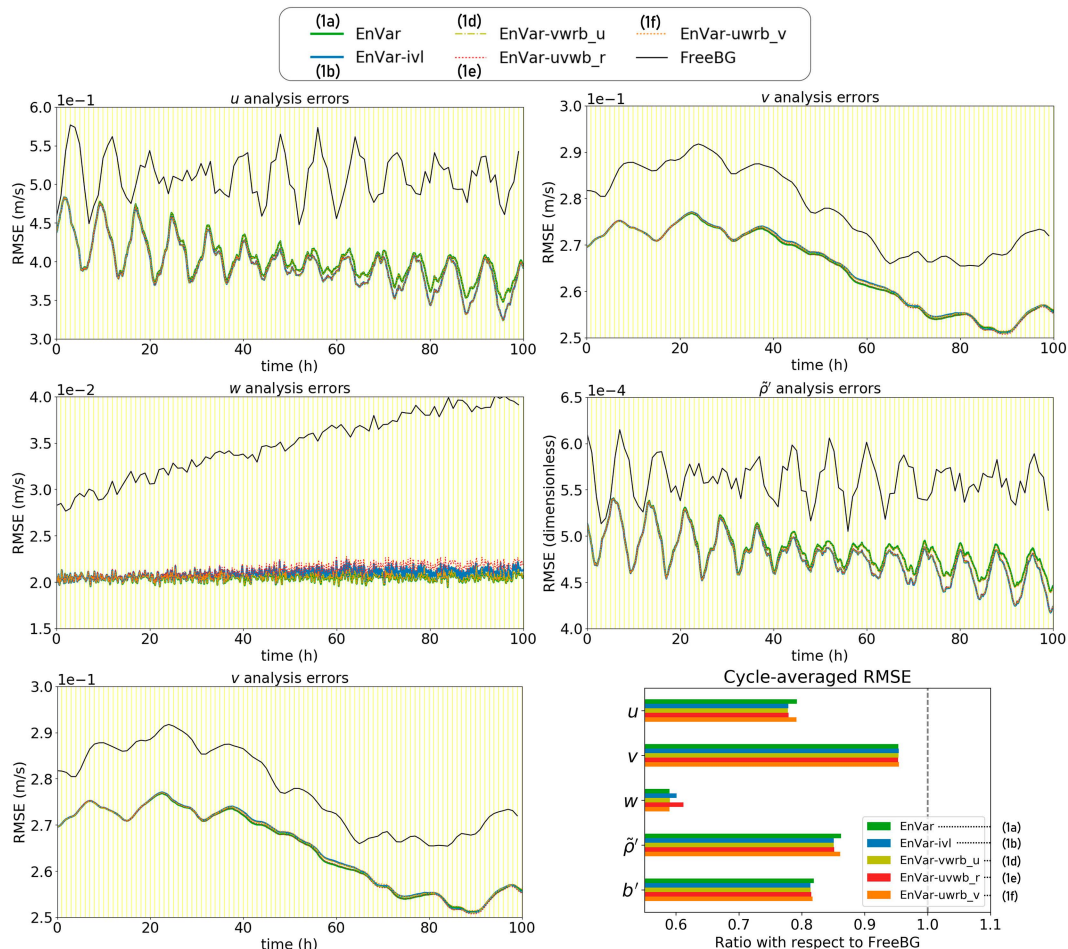 (1a) (1d) (1f)
EnVar EnVar-vwrb_u EnVar-uwrb_v
EnVar-ivl EnVar-uvwb_r FreeBG
(1b) (1e)
u analysis errors
1e−1
6.0
5.5
5.0
4.5
4.0
3.5
3.0
RMSE (m/s)
0 20 40 60 80 100
time (h)
v analysis errors
1e−1
3.0
2.9
2.8
2.7
2.6
2.5
RMSE (m/s)
0 20 40 60 80 100
time (h)
w analysis errors
1e−2
4.0
3.5
3.0
2.5
2.0
1.5
RMSE (m/s)
0 20 40 60 80 100
time (h)
ρ̃′ analysis errors
1e−4
6.5
6.0
5.5
5.0
4.5
4.0
RMSE (dimensionless)
0 20 40 60 80 100
time (h)
v analysis errors
1e−1
3.0
2.9
2.8
2.7
2.6
2.5
RMSE (m/s)
0 20 40 60 80 100
time (h)
Cycle-averaged RMSE
u
v
w
ρ̃′
b′
EnVar (1a)
EnVar-ivl (1b)
EnVar-vwrb_u (1d)
EnVar-uvwb_r (1e)
EnVar-uwrb_v (1f)
0.6 0.7 0.8 0.9 1.0 1.1
Ratio with respect to FreeBG